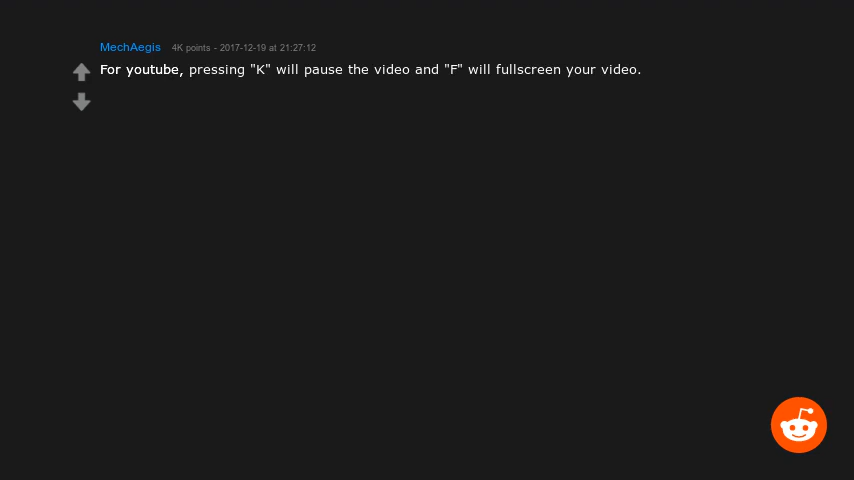 MechAegis 4K points - 2017-12-19 at 21:27:12
For youtube, pressing "K" will pause the video and "F" will fullscreen your video.